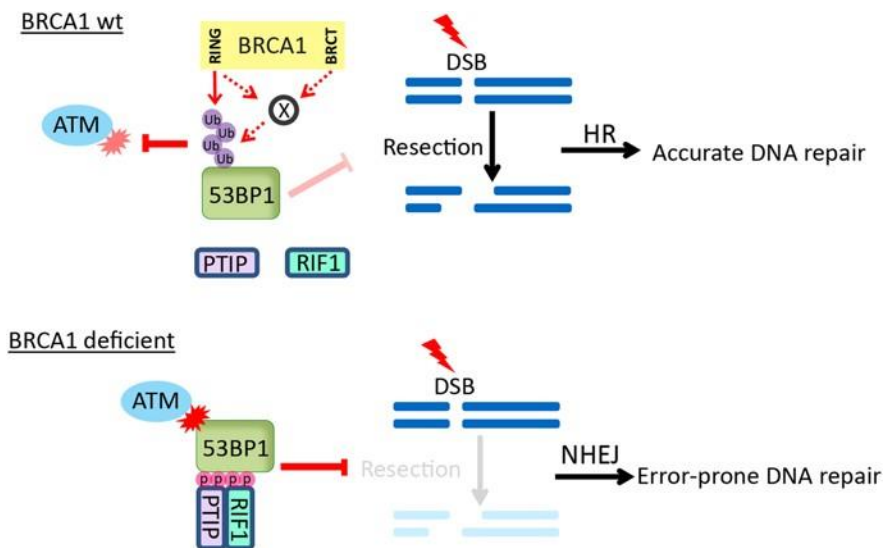 BRCA1 wt
RING BRCA1 BRCT
DSB
X
ATM
Ub
Ub
Ub
Ub
Resection
HR
Accurate DNA repair
53BP1
PTIP
RIF1
BRCA1 deficient
DSB
ATM
53BP1
Resection
NHEJ
Error-prone DNA repair
p p p p
PTIP
RIF1